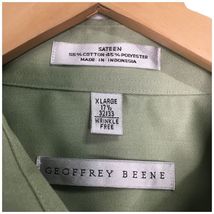 SATEEN
55% COTTON 45% POLYESTER
MADE IN INDONESIA
XLARGE
17½
32/33
WRINKLE
FREE
GEOFFREY BEENE